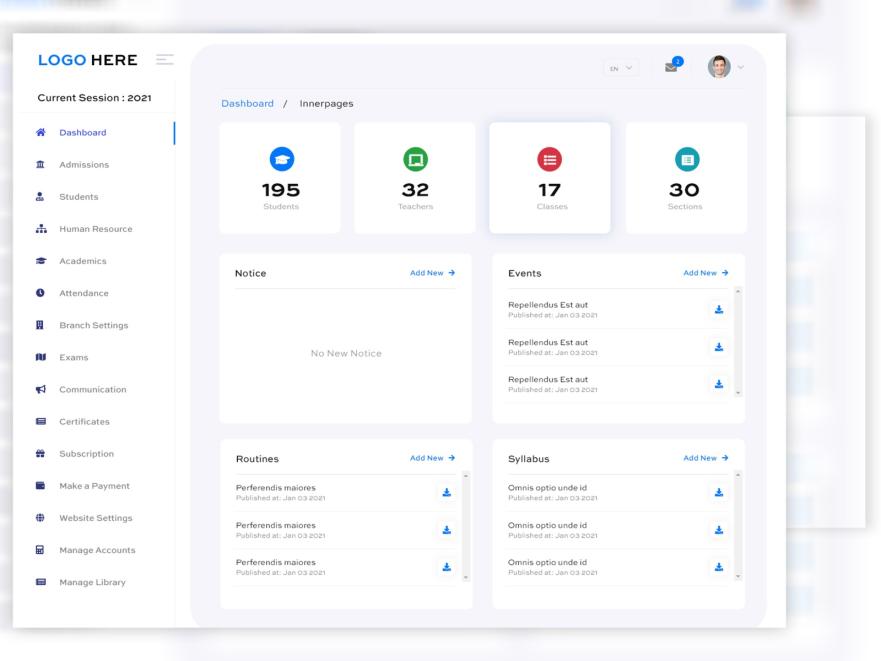 LOGO HERE
Current Session : 2021
Dashboard
Admissions
Students
Human Resource
Academics
Attendance
Branch Settings
Exams
Communication
Certificates
Subscription
Make a Payment
Website Settings
Manage Accounts
Manage Library
EN
2
Dashboard / Innerpages
195
Students
32
Teachers
17
Classes
30
Sections
Notice
Add New
No New Notice
Events
Add New
Repellendus Est aut
Published at: Jan 03 2021
Repellendus Est aut
Published at: Jan 03 2021
Repellendus Est aut
Published at: Jan 03 2021
Routines
Add New
Perferendis maiores
Published at: Jan 03 2021
Perferendis maiores
Published at: Jan 03 2021
Perferendis maiores
Published at: Jan 03 2021
Syllabus
Add New
Omnis optio unde id
Published at: Jan 03 2021
Omnis optio unde id
Published at: Jan 03 2021
Omnis optio unde id
Published at: Jan 03 2021